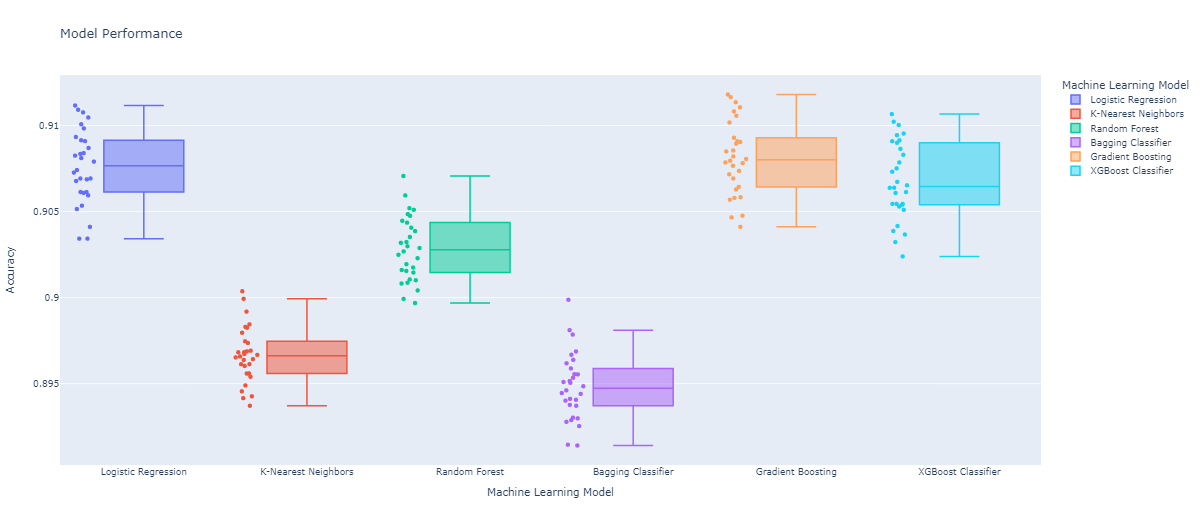 Model Performance
Machine Learning Model
Logistic Regression
K-Nearest Neighbors
Random Forest
Bagging Classifier
Gradient Boosting
XGBoost Classifier
0.91
0.905
0.9
0.895
Accuracy
Logistic Regression
K-Nearest Neighbors
Random Forest
Bagging Classifier
Gradient Boosting
XGBoost Classifier
Machine Learning Model